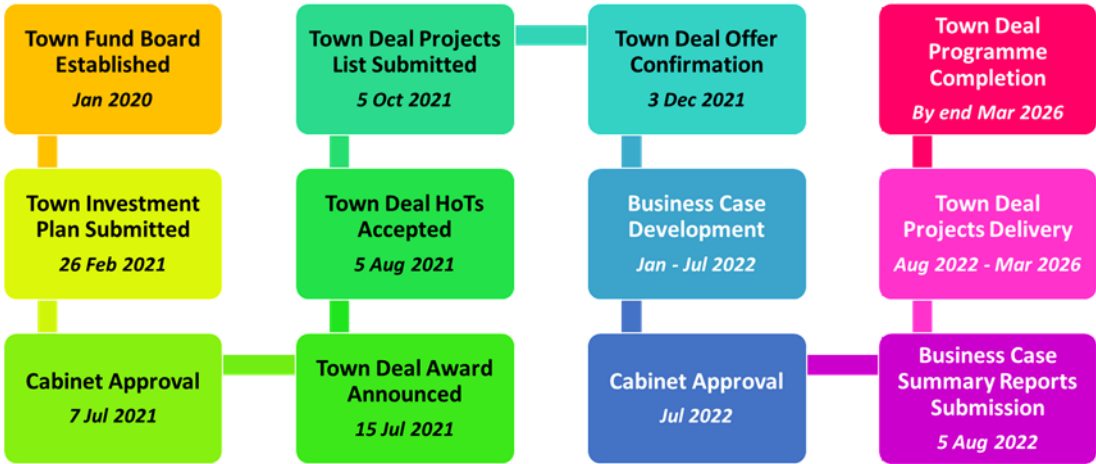 Town Fund Board
Established
Jan 2020
Town Investment
Plan Submitted
26 Feb 2021
Cabinet Approval
7 Jul 2021
Town Deal Award
Announced
15 Jul 2021
Town Deal HoTs
Accepted
5 Aug 2021
Town Deal Projects
List Submitted
5 Oct 2021
Town Deal Offer
Confirmation
3 Dec 2021
Business Case
Development
Jan - Jul 2022
Cabinet Approval
Jul 2022
Business Case
Summary Reports
Submission
5 Aug 2022
Town Deal
Projects Delivery
Aug 2022 - Mar 2026
Town Deal
Programme
Completion
By end Mar 2026